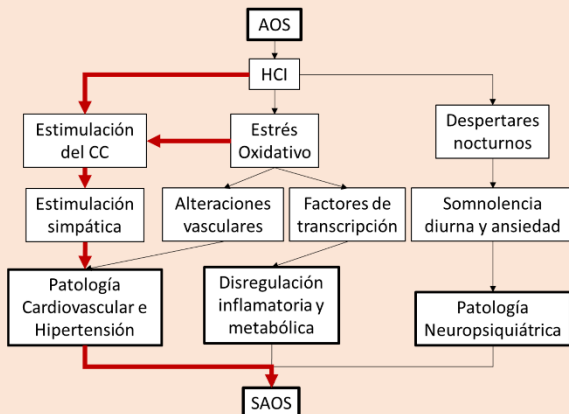 AOS
HCI
Estimulación
del CC
Estrés
Oxidativo
Despertares
nocturnos
Estimulación
simpática
Alteraciones
vasculares
Factores de
transcripción
Somnolencia
diurna y ansiedad
Patología
Cardiovascular e
Hipertensión
Disregulación
inflamatoria y
metabólica
Patología
Neuropsiquiátrica
SAOS